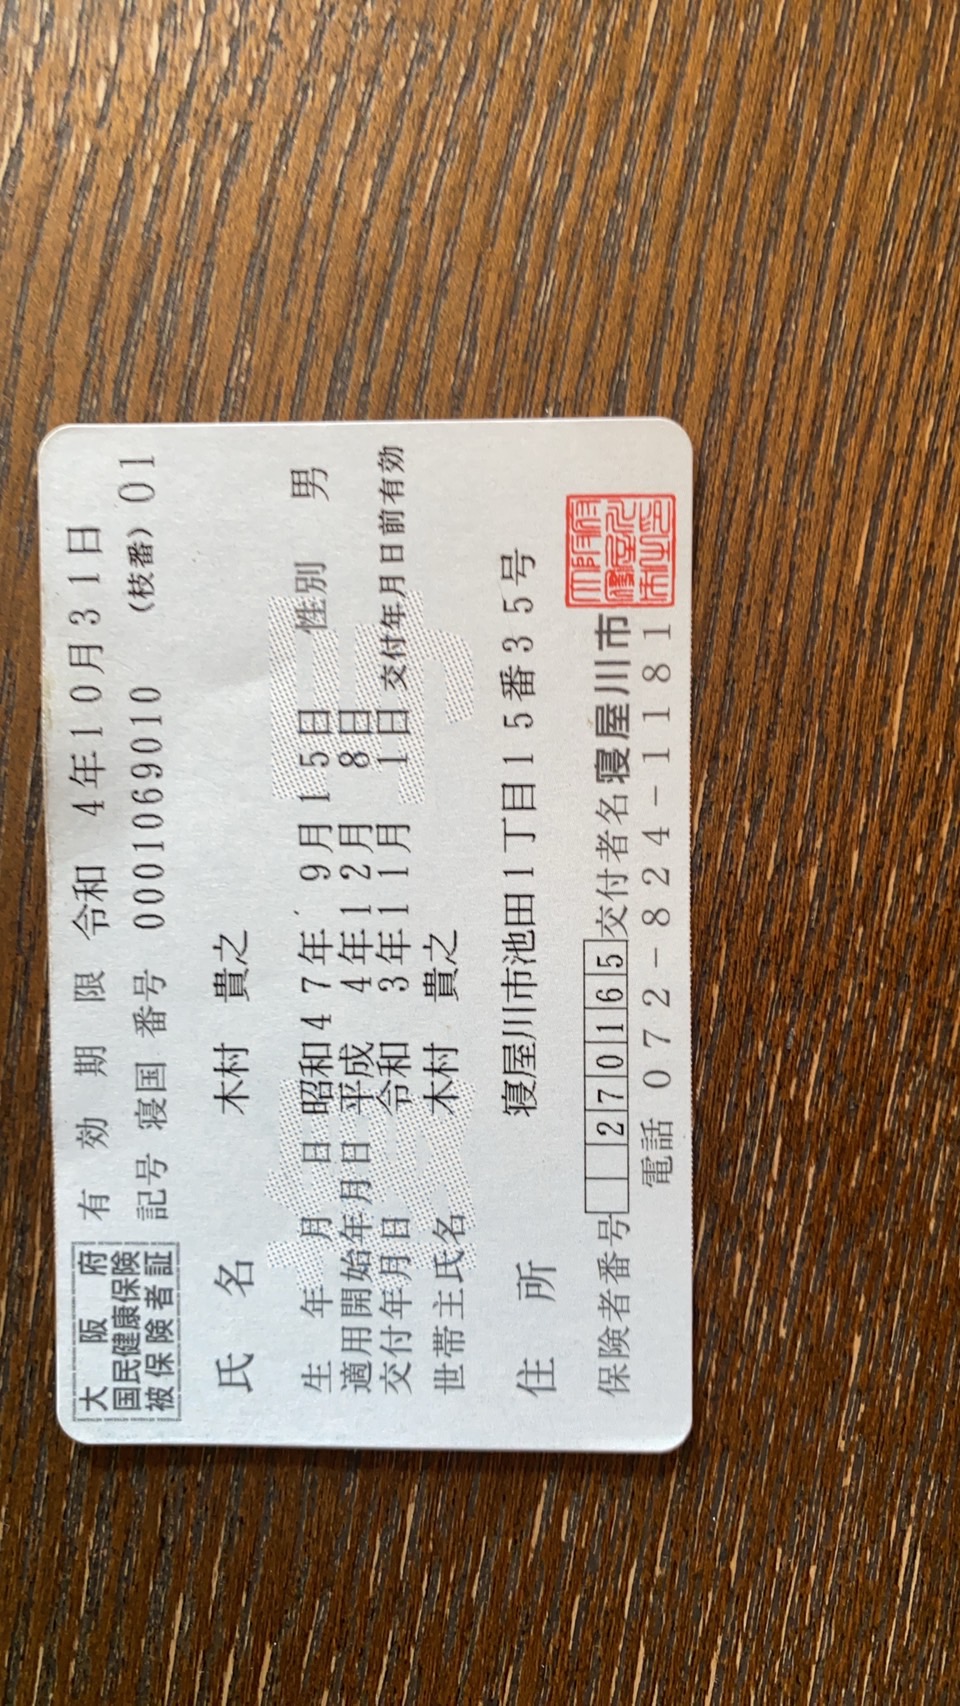 大阪府
国民健康保険
被保険者証
有効期限 令和 4年10月31日
記号 寝国 番号 0001069010 (枝番) 01
氏名 木村 貴之
生年月日 昭和47年 9月15日 性別 男
適用開始年月日 平成 4年12月 8日
交付年月日 令和 3年11月 1日 交付年月日前有効
世帯主氏名 木村 貴之
住所 寝屋川市池田1丁目15番35号
保険者番号 270165 交付者名 寝屋川市
電話 072-824-1181